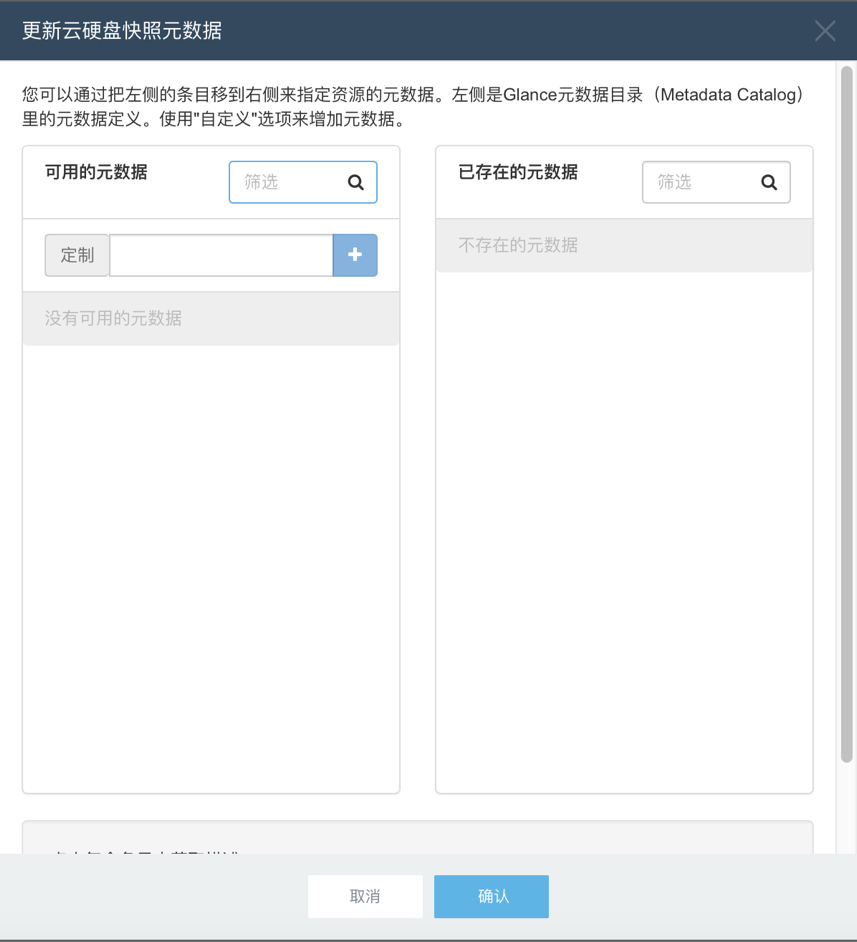 更新云硬盘快照元数据
您可以通过把左侧的条目移到右侧来指定资源的元数据。左侧是Glance元数据目录（Metadata Catalog）
里的元数据定义。使用"自定义"选项来增加元数据。
可用的元数据
筛选
定制
没有可用的元数据
已存在的元数据
筛选
不存在的元数据
取消
确认